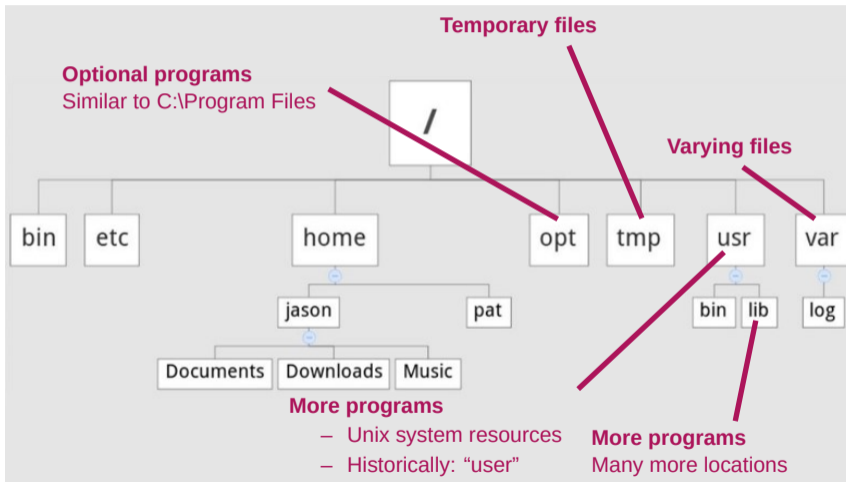 Temporary files
Optional programs
Similar to C:\Program Files
/
Varying files
bin etc home opt tmp usr var
jason pat bin lib log
Documents Downloads Music
More programs
– Unix system resources
– Historically: “user”
More programs
Many more locations